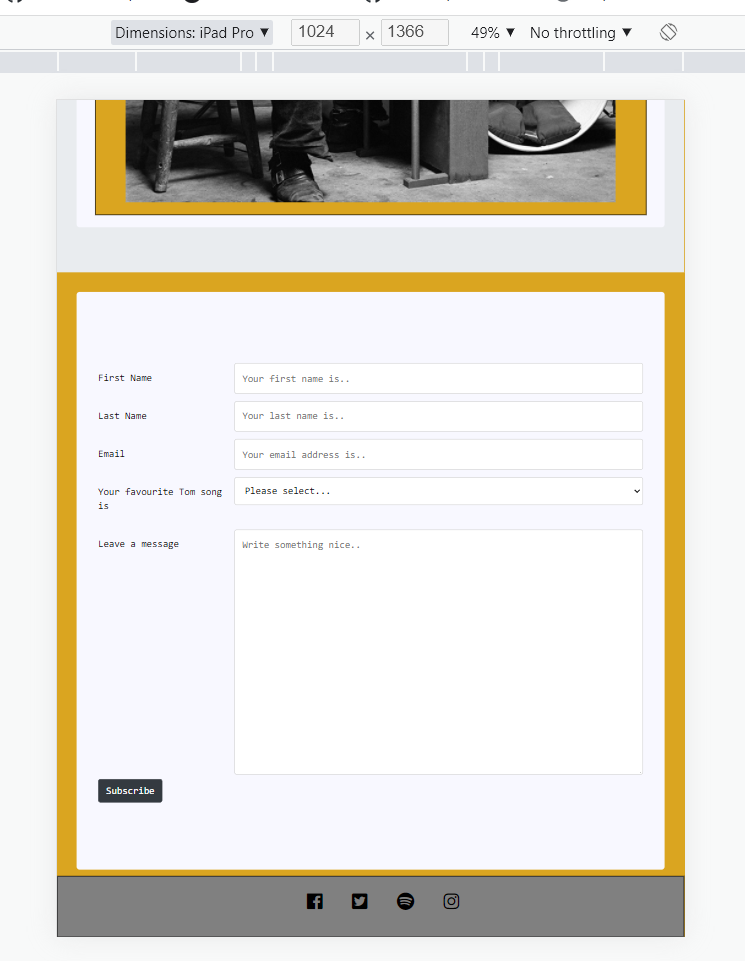 Dimensions: iPad Pro ▼ 1024 × 1366 49% ▼ No throttling ▼
First Name Your first name is..
Last Name Your last name is..
Email Your email address is..
Your favourite Tom song Please select...
is
Leave a message Write something nice..
Subscribe